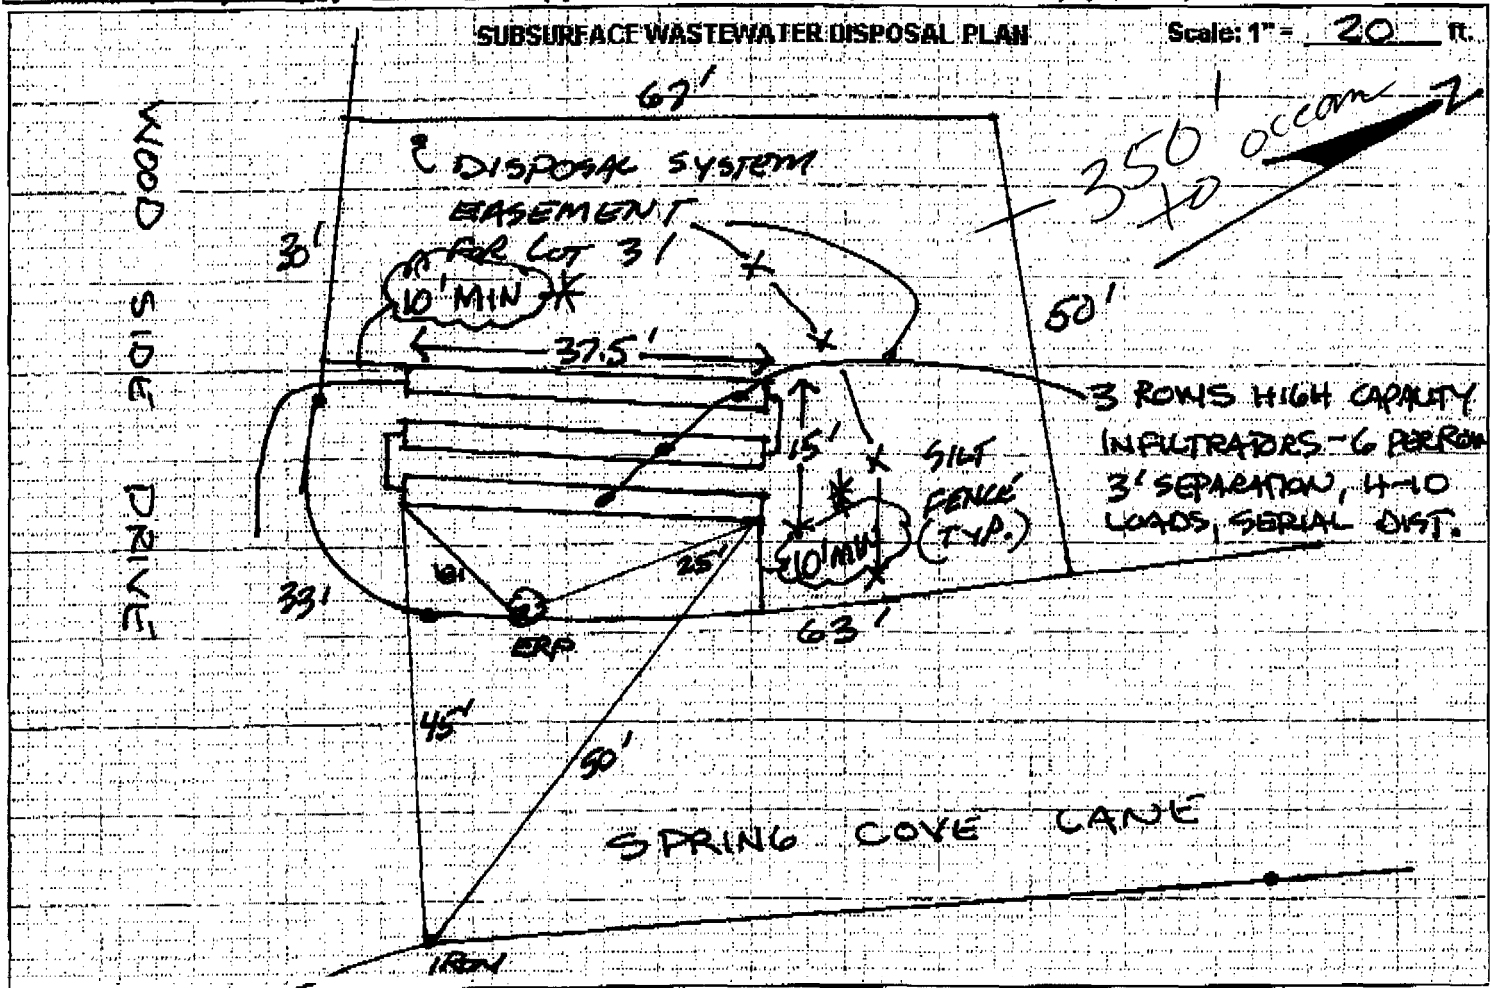 SUBSURFACE WASTEWATER DISPOSAL PLAN
Scale: 1" = 20 ft.
67'
350' to ocean
DISPOSAL SYSTEM
EASEMENT
FOR LOT 31
WOOD SIDE DRIVE
30'
10' MIN *
50'
37.5'
3 ROWS HIGH CAPACITY
INFILTRATORS - 6 PER ROW
3' SEPARATION, H-10
LOADS, SERIAL DIST.
15'
SILT
FENCE
(TYP.)
*
10' MIN
25'
33'
63'
ERP
45'
50'
SPRING COVE LANE
IRON